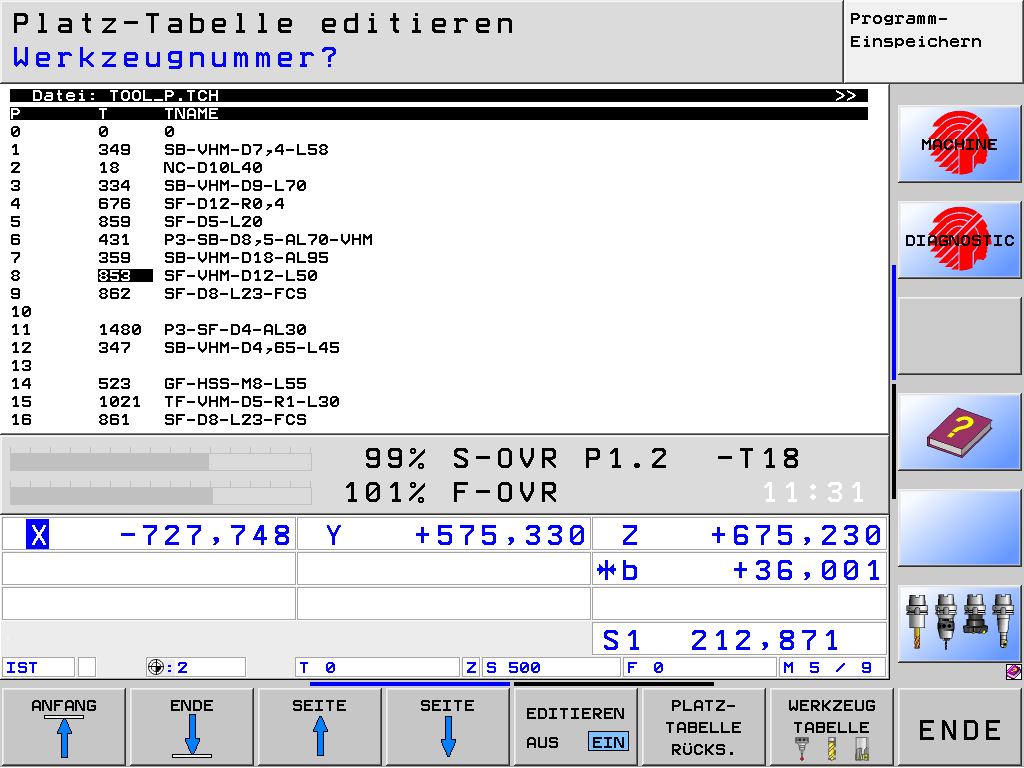 Platz-Tabelle editieren
Werkzeugnummer?
Programm-
Einspeichern
Datei: TOOL_P.TCH >>
P T TNAME
0 0 0
1 349 SB-VHM-D7,4-L58
2 18 NC-D10L40
3 334 SB-VHM-D9-L70
4 676 SF-D12-R0,4
5 859 SF-D5-L20
6 431 P3-SB-D8,5-AL70-VHM
7 359 SB-VHM-D18-AL95
8 853 SF-VHM-D12-L50
9 862 SF-D8-L23-FCS
10
11 1480 P3-SF-D4-AL30
12 347 SB-VHM-D4,65-L45
13
14 523 GF-HSS-M8-L55
15 1021 TF-VHM-D5-R1-L30
16 861 SF-D8-L23-FCS
MACHINE
DIAGNOSTIC
?
99% S-OVR P1.2 -T18
101% F-OVR 11:31
X -727,748 Y +575,330 Z +675,230
b +36,001
S1 212,871
IST :2 T 0 Z S 500 F 0 M 5 / 9
ANFANG
ENDE
SEITE
SEITE
EDITIEREN
AUS EIN
PLATZ-
TABELLE
RÜCKS.
WERKZEUG
TABELLE
ENDE